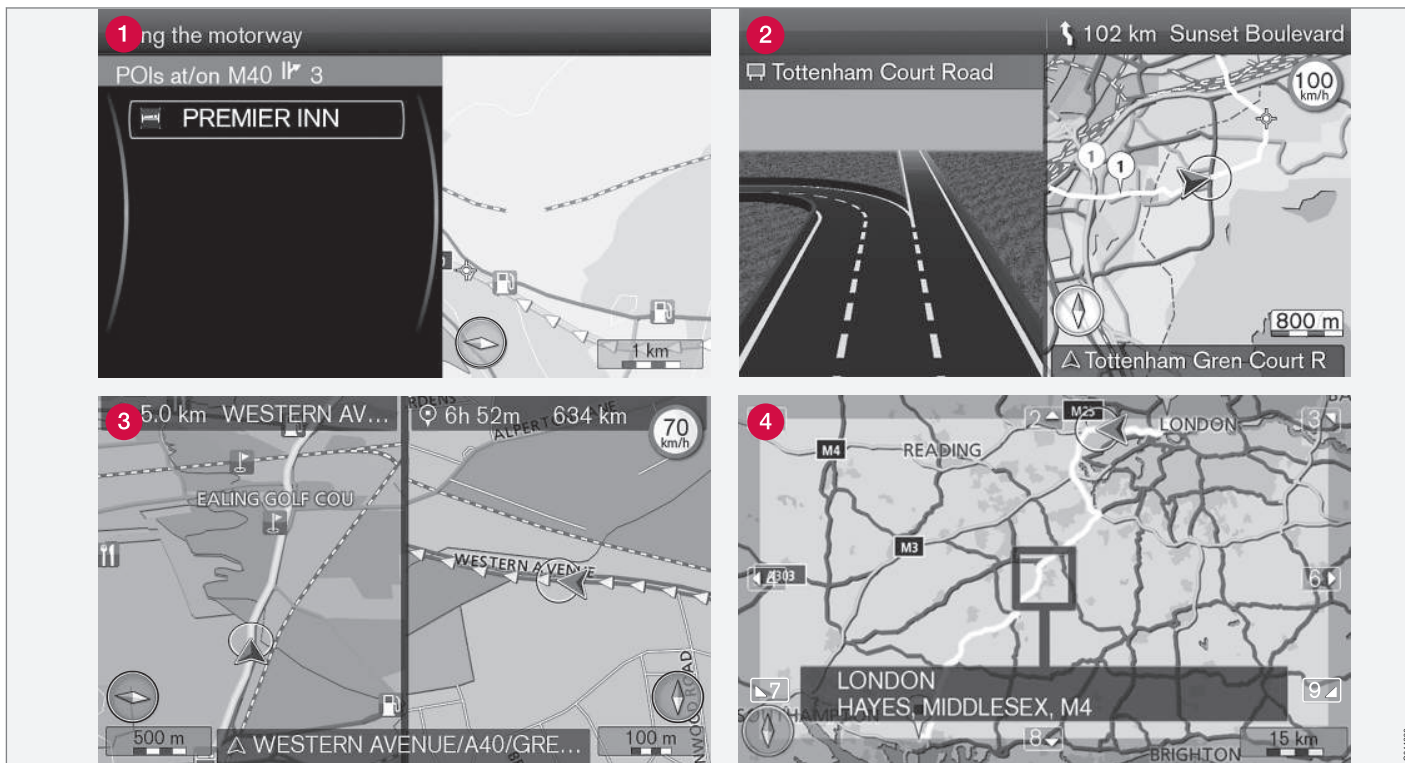 1
ng the motorway
POIs at/on M40 3
PREMIER INN
1 km
2
102 km Sunset Boulevard
Tottenham Court Road
100
km/h
1
1
800 m
Tottenham Gren Court R
3
5.0 km WESTERN AV...
6h 52m 634 km
70
km/h
ALPERTON LANE
EALING GOLF COU
WESTERN AVENUE
500 m
WESTERN AVENUE/A40/GRE...
100 m
4
2
M25
3
LONDON
M4
READING
M3
A303
6
LONDON
HAYES, MIDDLESEX, M4
7
9
8
BRIGHTON
15 km